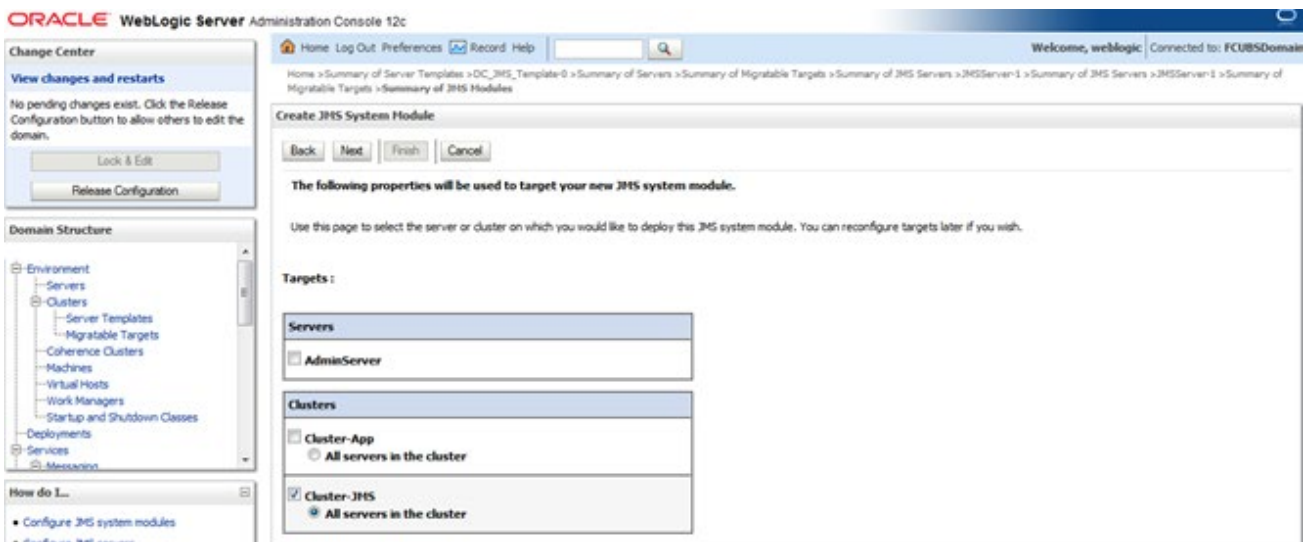 ORACLE WebLogic Server Administration Console 12c
Change Center
View changes and restarts
No pending changes exist. Click the Release
Configuration button to allow others to edit the
domain.
Lock & Edit
Release Configuration
Domain Structure
Environment
Servers
Clusters
Server Templates
Migratable Targets
Coherence Clusters
Machines
Virtual Hosts
Work Managers
Startup and Shutdown Classes
Deployments
Services
Messaging
How do I...
Configure JMS system modules
Configure JMS servers
Home Log Out Preferences Record Help
Welcome, weblogic Connected to: FCUBSDomain
Home >Summary of Server Templates >DC_JMS_Template-0 >Summary of Servers >Summary of Migratable Targets >Summary of JMS Servers >JMSServer-1 >Summary of JMS Servers >JMSServer-1 >Summary of
Migratable Targets >Summary of JMS Modules
Create JMS System Module
Back Next Finish Cancel
The following properties will be used to target your new JMS system module.
Use this page to select the server or cluster on which you would like to deploy this JMS system module. You can reconfigure targets later if you wish.
Targets :
Servers
AdminServer
Clusters
Cluster-App
All servers in the cluster
Cluster-JMS
All servers in the cluster